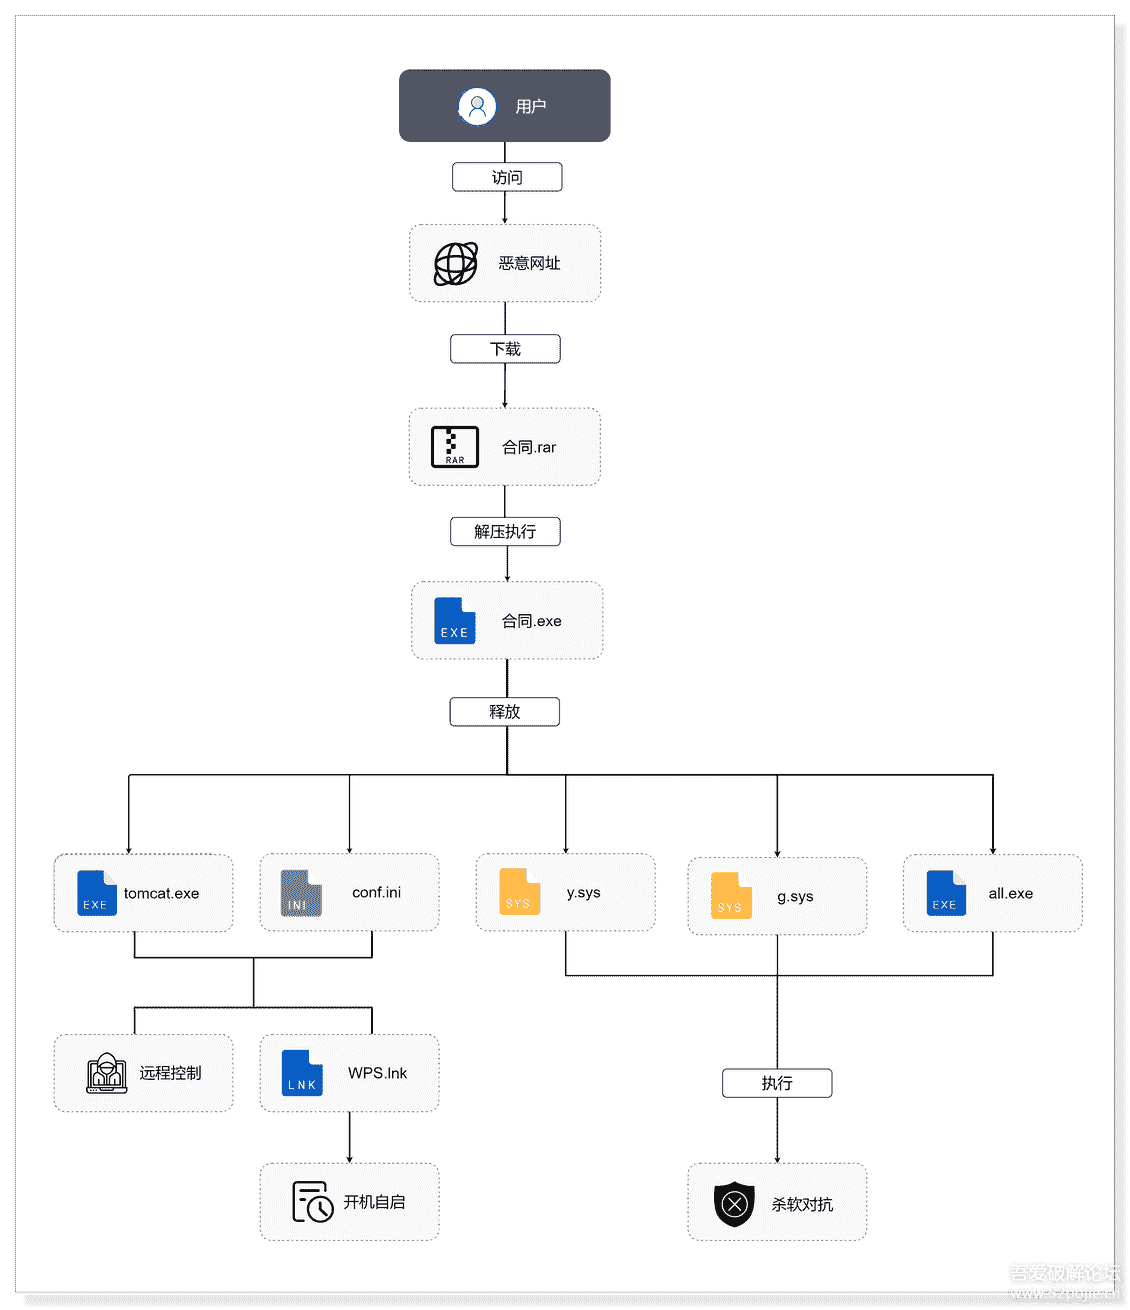 用户
访问
恶意网址
下载
RAR
合同.rar
解压执行
EXE
合同.exe
释放
EXE
tomcat.exe
INI
conf.ini
SYS
y.sys
SYS
g.sys
EXE
all.exe
远程控制
LNK
WPS.lnk
执行
开机自启
杀软对抗
吾爱破解论坛
www.52pojie.cn